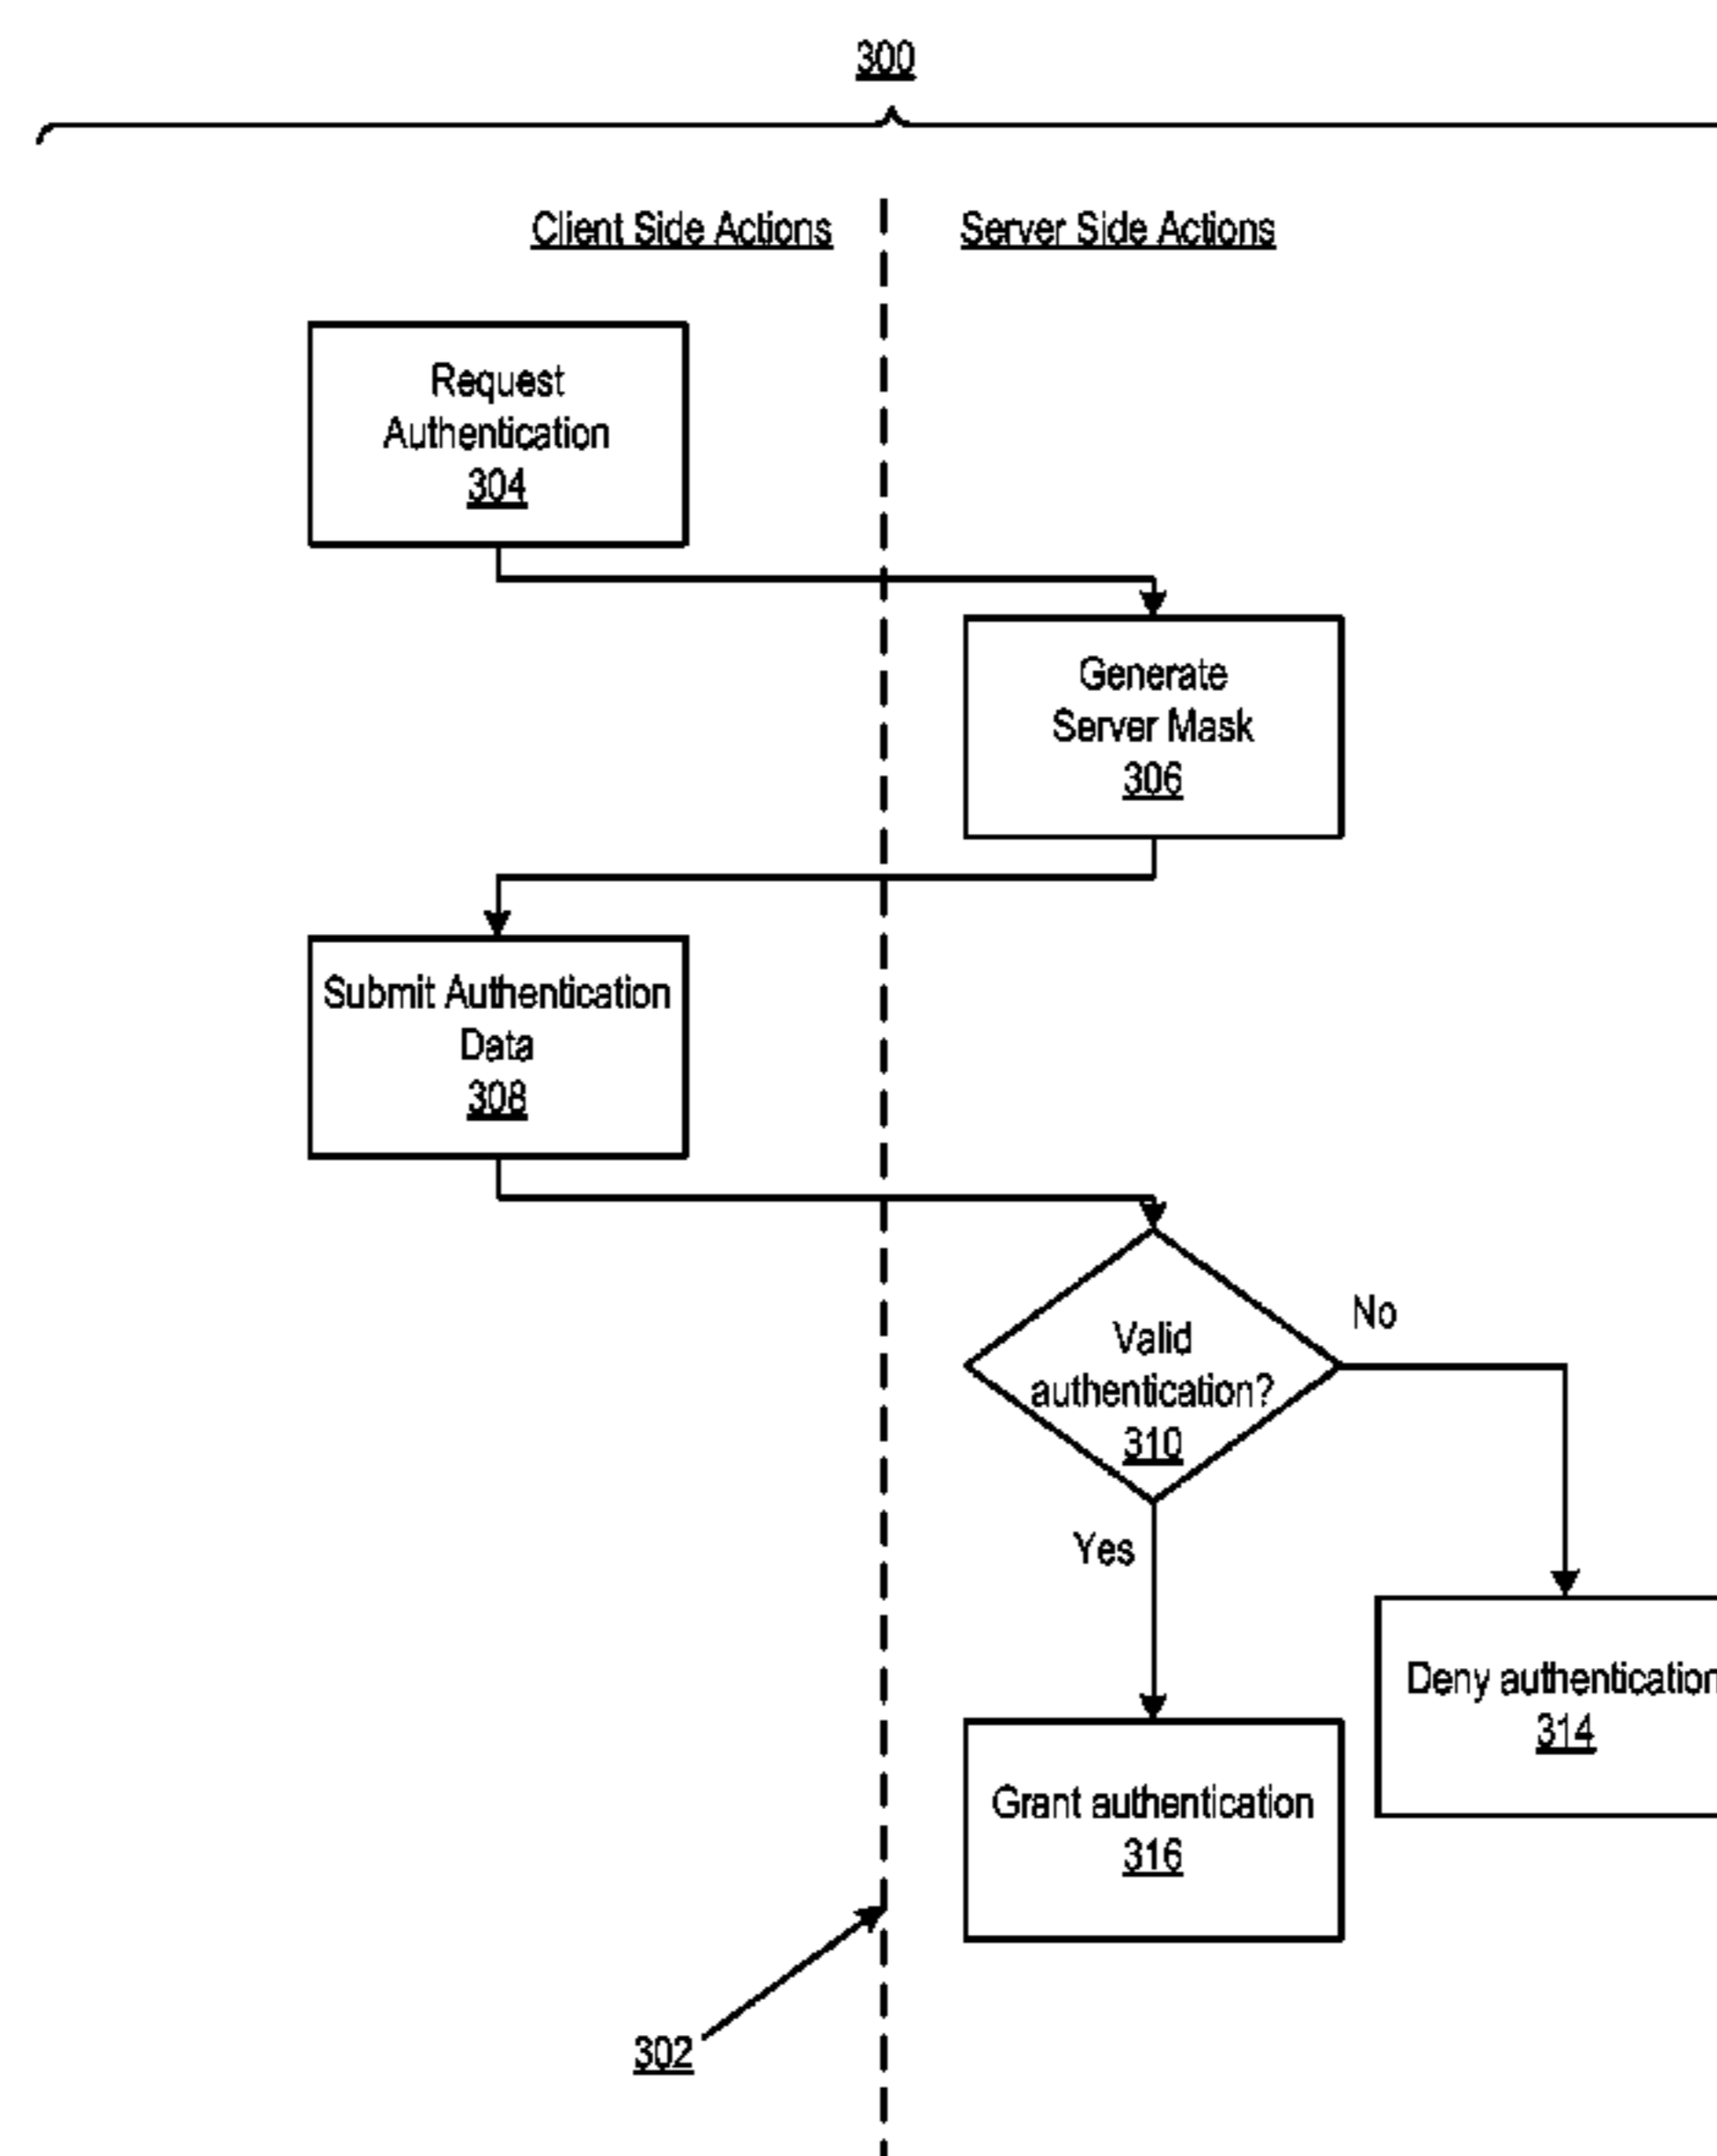 300
Client Side Actions
Server Side Actions
Request
Authentication
304
Generate
Server Mask
306
Submit Authentication
Data
308
Valid
authentication?
310
No
Yes
Deny authentication
314
Grant authentication
316
302